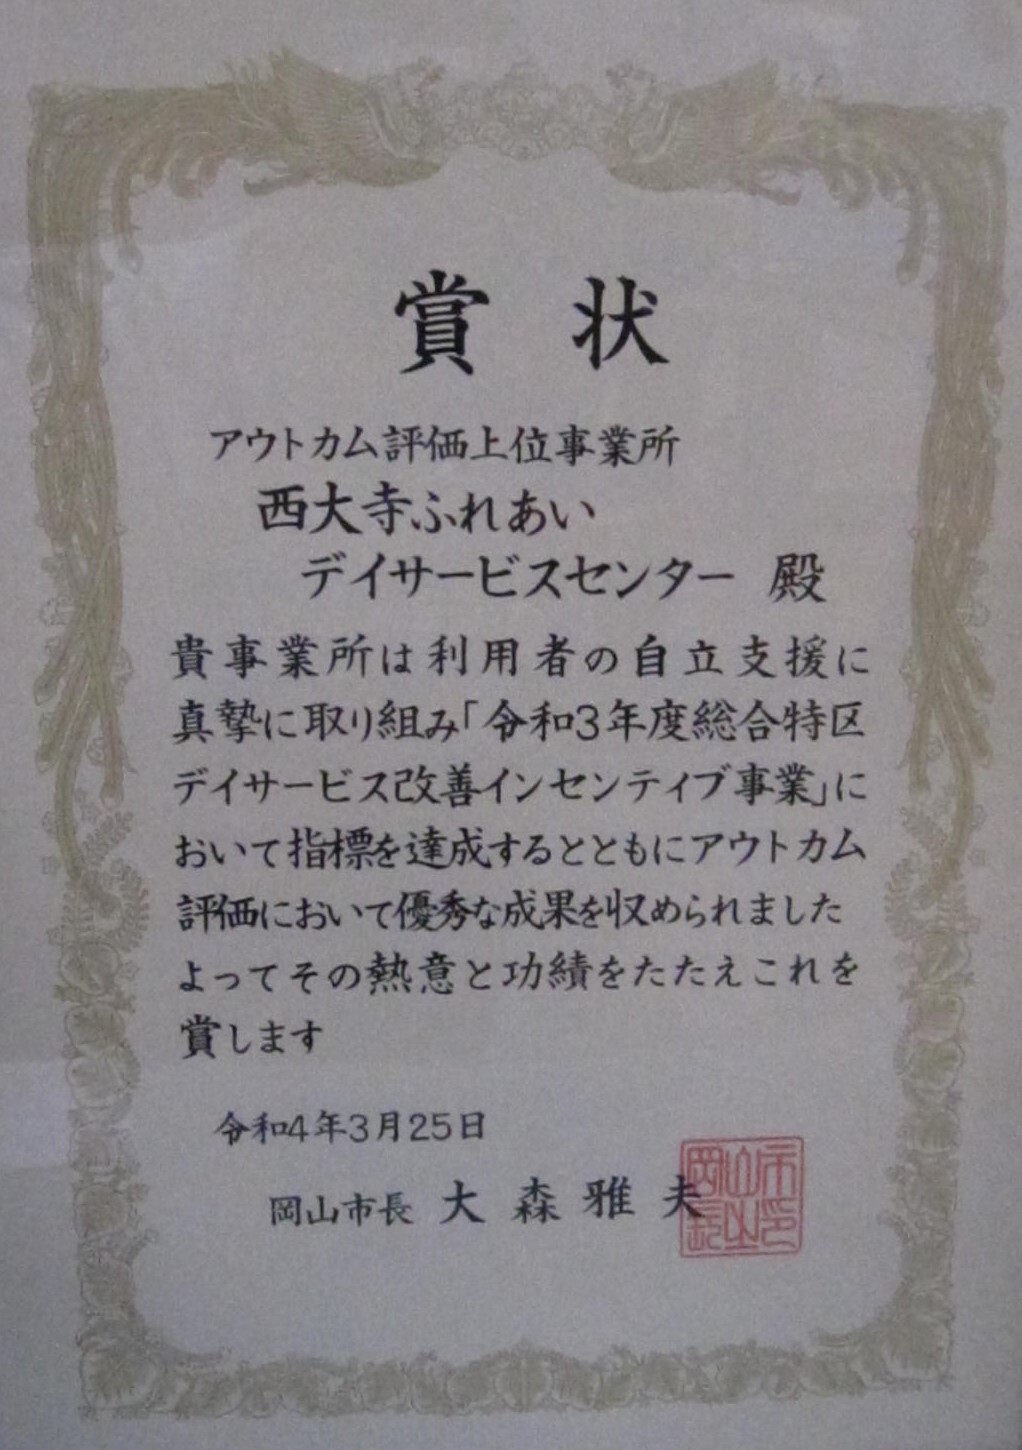 賞状
アウトカム評価上位事業所
西大寺ふれあい
デイサービスセンター 殿
貴事業所は利用者の自立支援に
真摯に取り組み「令和3年度総合特区
デイサービス改善インセンティブ事業」に
おいて指標を達成するとともにアウトカム
評価において優秀な成果を収められました
よってその熱意と功績をたたえこれを
賞します
令和4年3月25日
岡山市長 大森雅夫